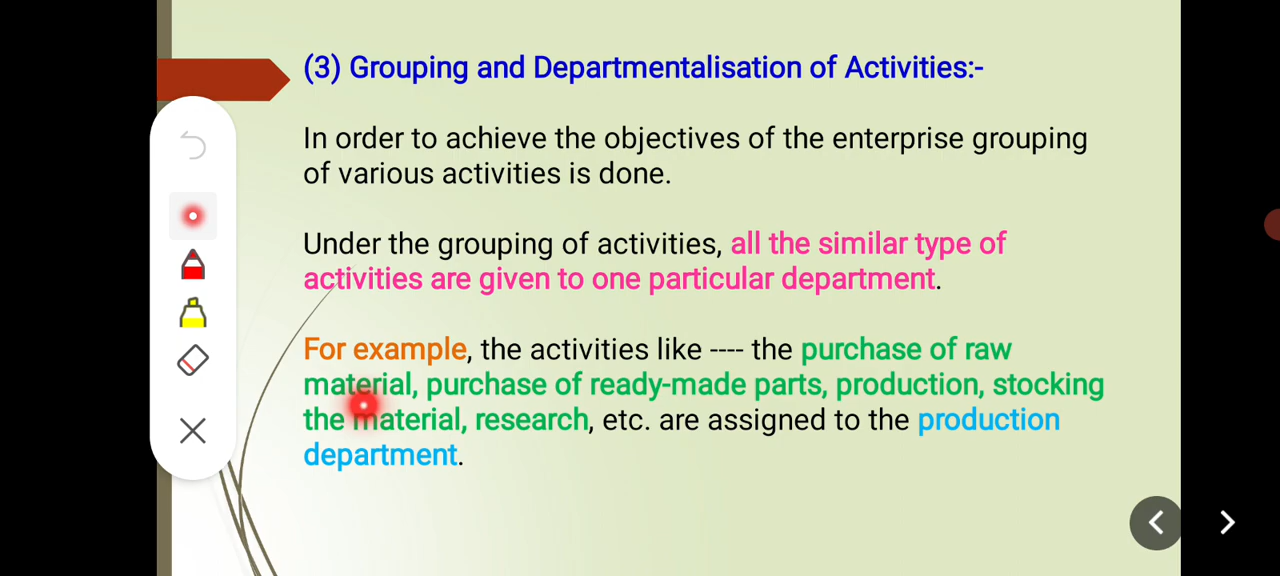 (3) Grouping and Departmentalisation of Activities:-
In order to achieve the objectives of the enterprise grouping
of various activities is done.
Under the grouping of activities, all the similar type of
activities are given to one particular department.
For example, the activities like ---- the purchase of raw
material, purchase of ready-made parts, production, stocking
the material, research, etc. are assigned to the production
department.